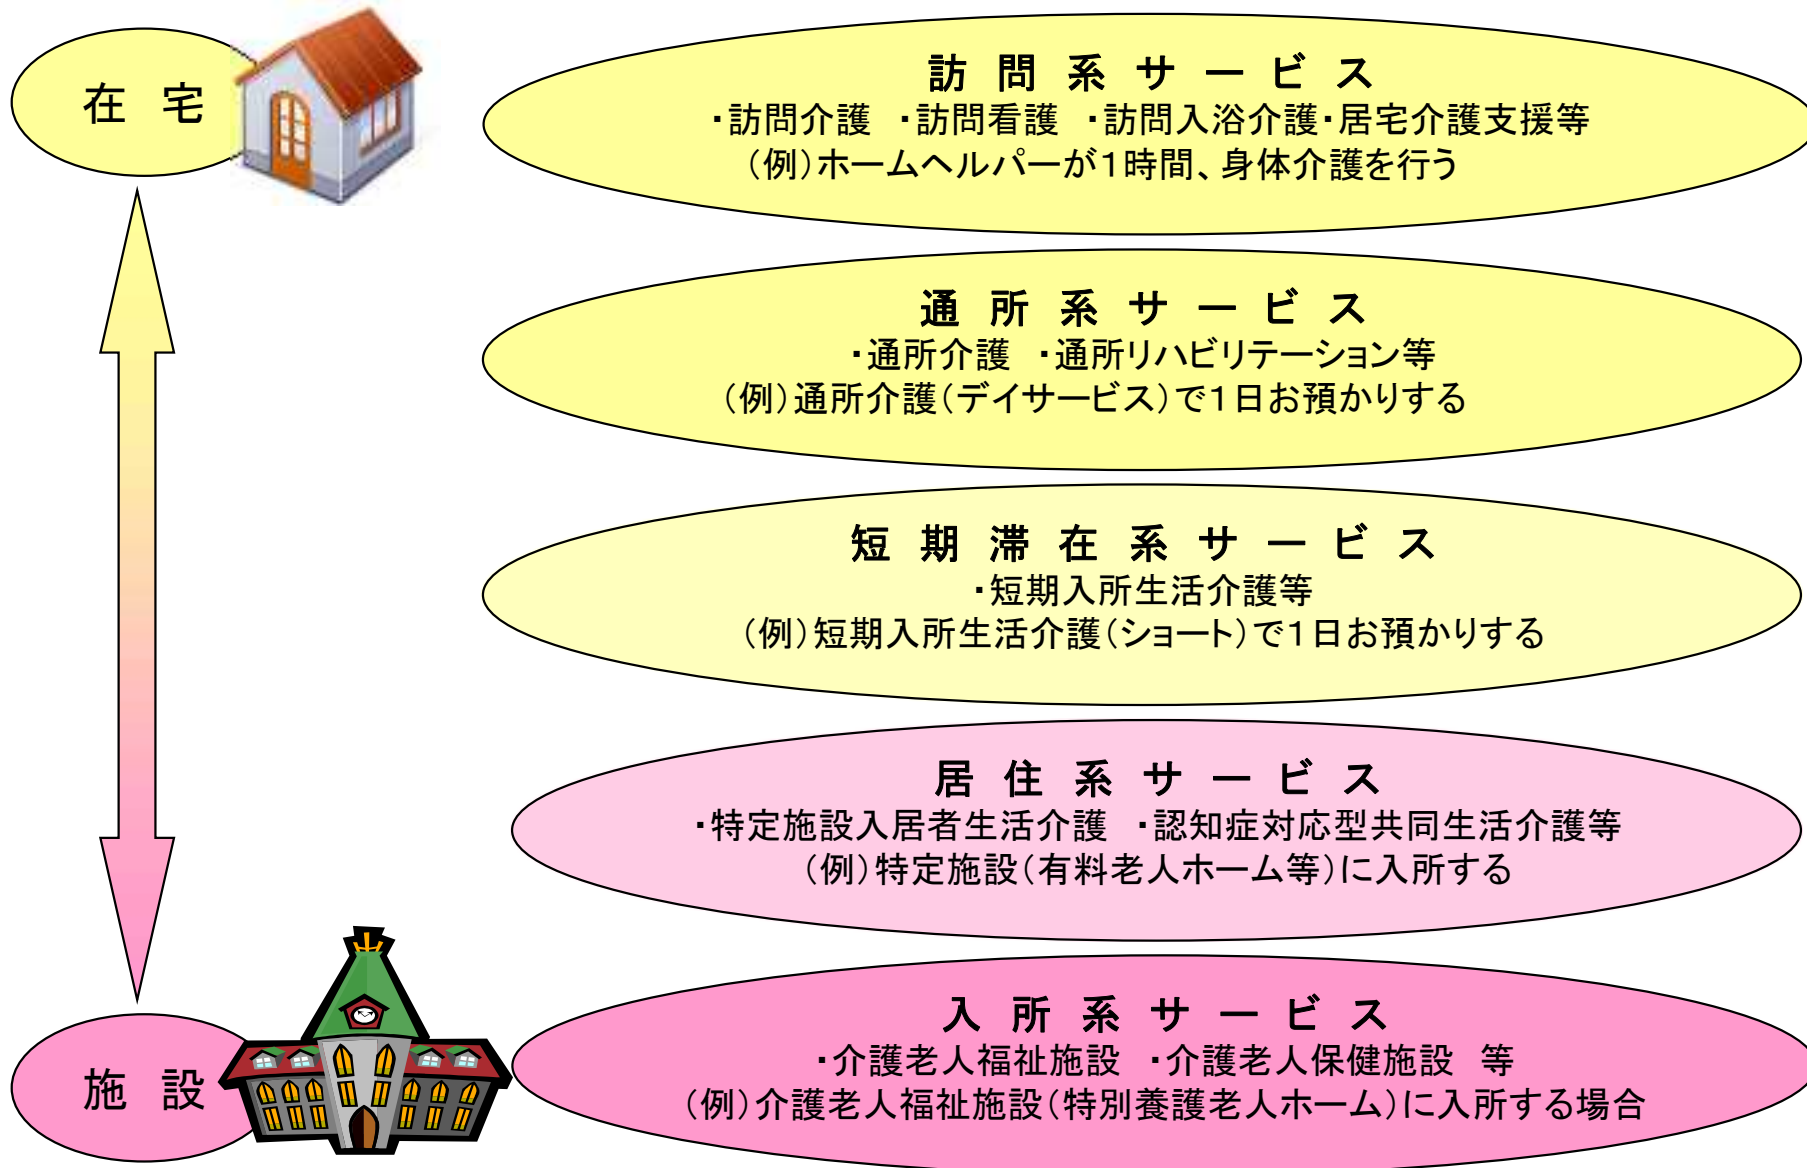 在 宅
訪 問 系 サ ー ビ ス
・訪問介護 ・訪問看護 ・訪問入浴介護・居宅介護支援等
(例)ホームヘルパーが1時間、身体介護を行う
通 所 系 サ ー ビ ス
・通所介護 ・通所リハビリテーション等
(例)通所介護(デイサービス)で1日お預かりする
短 期 滞 在 系 サ ー ビ ス
・短期入所生活介護等
(例)短期入所生活介護(ショート)で1日お預かりする
居 住 系 サ ー ビ ス
・特定施設入居者生活介護 ・認知症対応型共同生活介護等
(例)特定施設(有料老人ホーム等)に入所する
施 設
入 所 系 サ ー ビ ス
・介護老人福祉施設 ・介護老人保健施設 等
(例)介護老人福祉施設(特別養護老人ホーム)に入所する場合